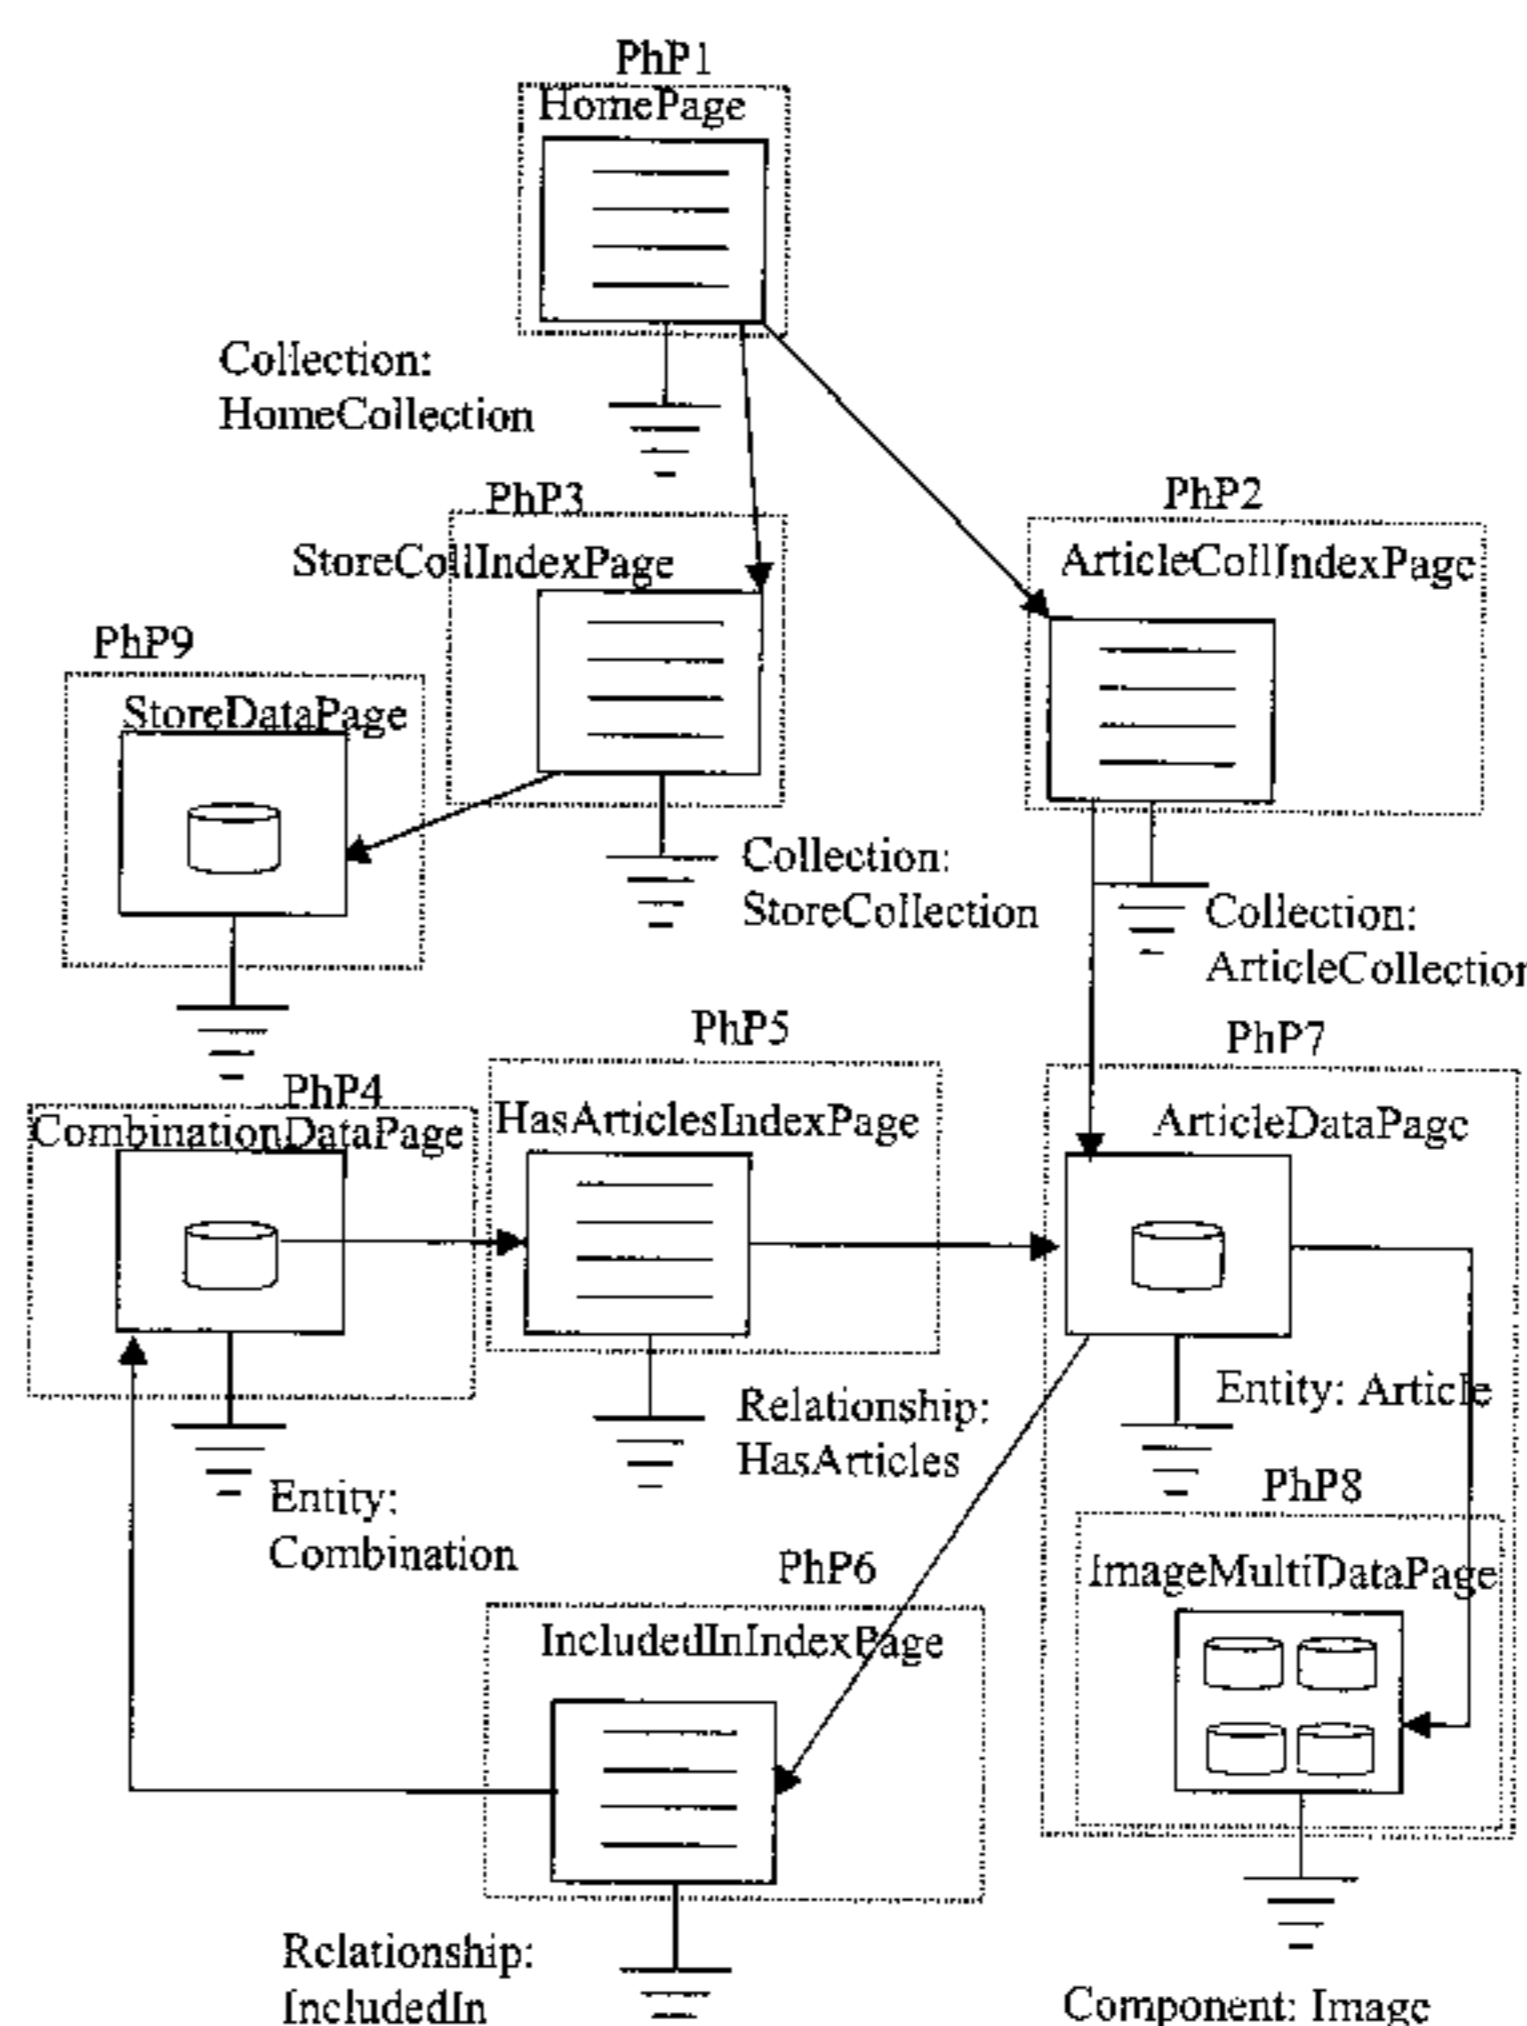 PhP1
HomePage
Collection:
HomeCollection
PhP3
StoreCollIndexPage
PhP2
ArticleCollIndexPage
PhP9
StoreDataPage
Collection:
StoreCollection
Collection:
ArticleCollection
PhP4
CombinationDataPage
PhP5
HasArticlesIndexPage
PhP7
ArticleDataPage
Entity: Article
Relationship:
HasArticles
Entity:
Combination
PhP8
ImageMultiDataPage
PhP6
IncludedInIndexPage
Relationship:
IncludedIn
Component: Image